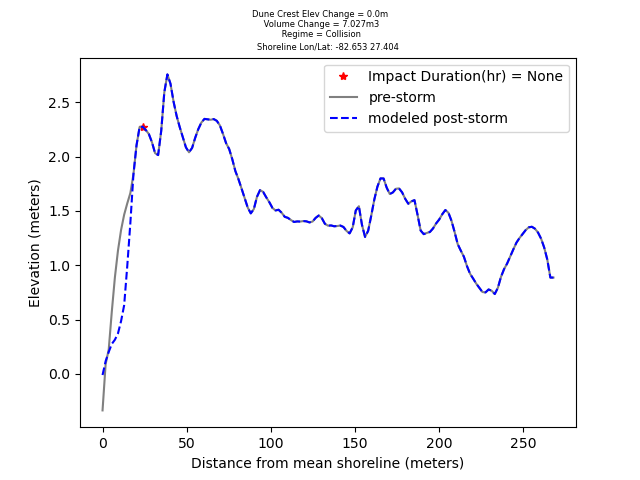 Dune Crest Elev Change = 0.0m
Volume Change = 7.027m3
Regime = Collision
Shoreline Lon/Lat: -82.653 27.404
Impact Duration(hr) = None
pre-storm
modeled post-storm
Elevation (meters)
2.5
2.0
1.5
1.0
0.5
0.0
0 50 100 150 200 250
Distance from mean shoreline (meters)